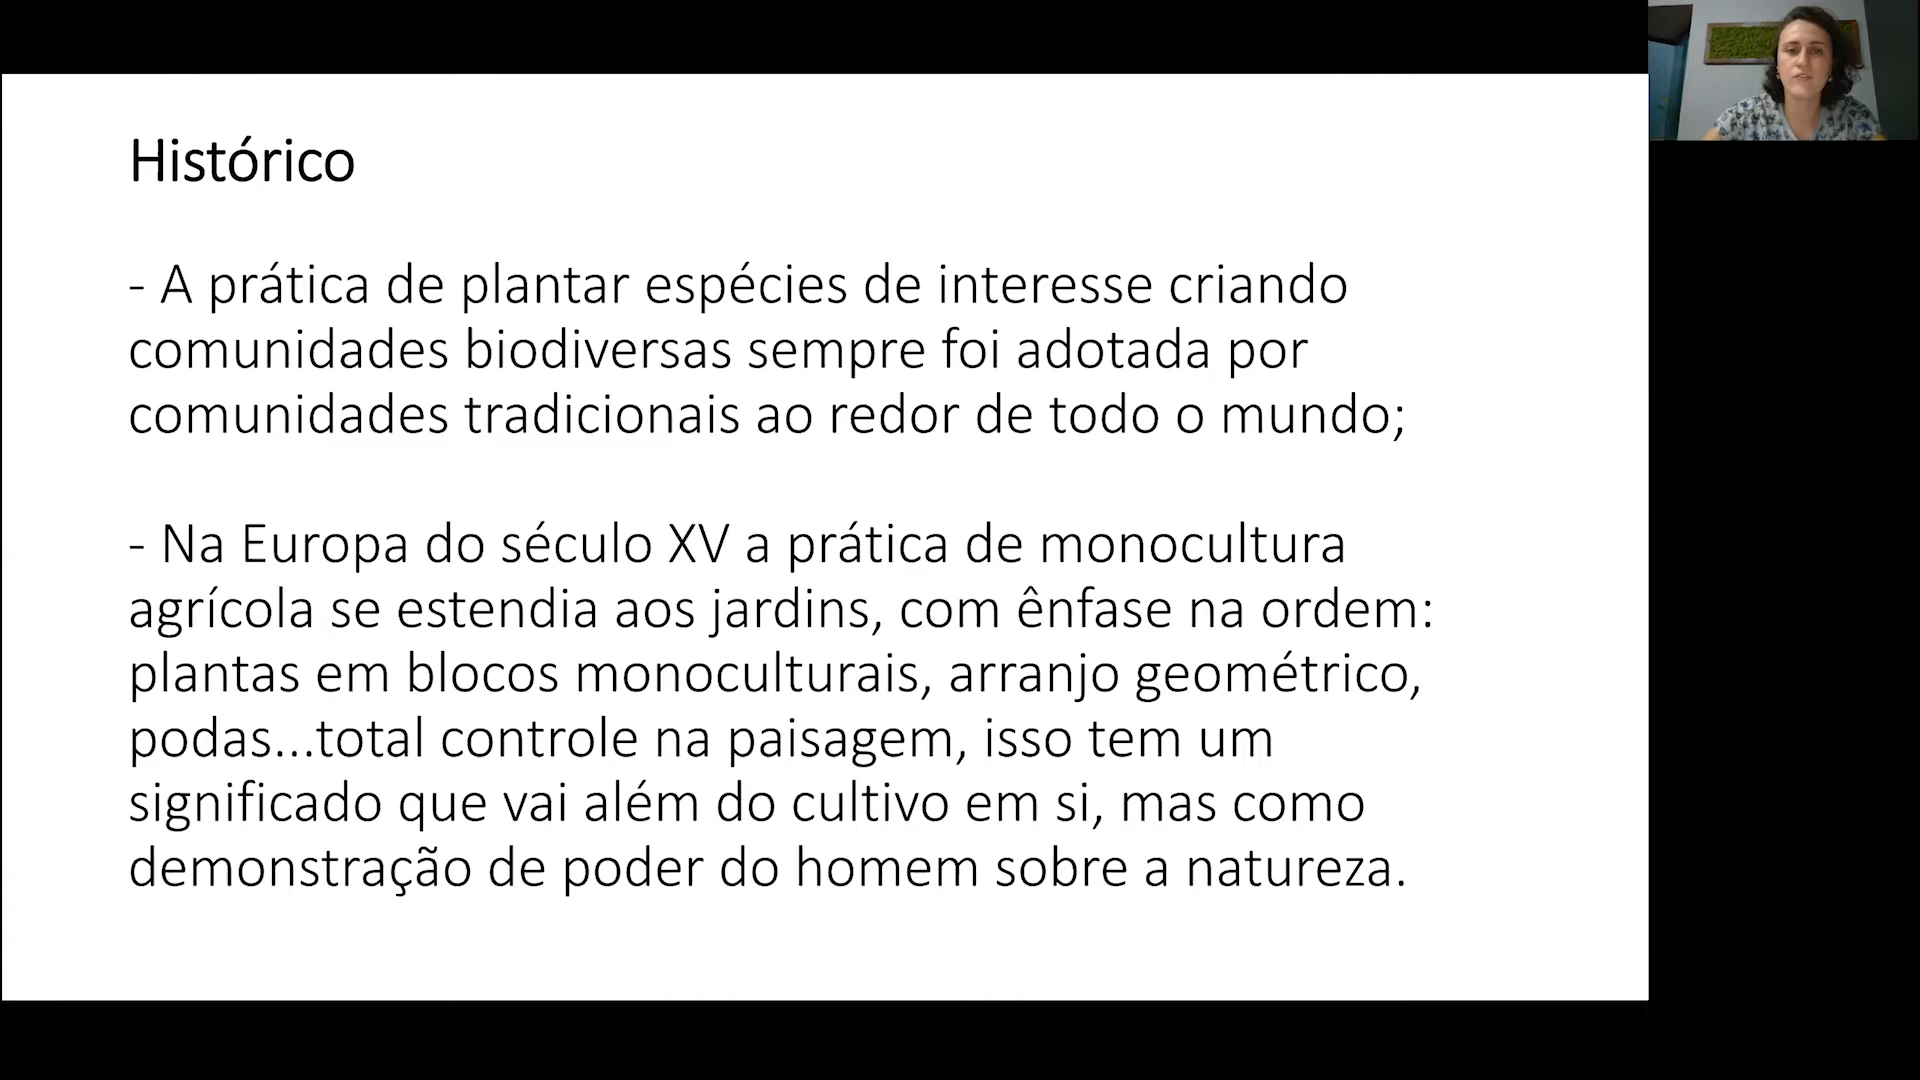 Histórico
- A prática de plantar espécies de interesse criando
comunidades biodiversas sempre foi adotada por
comunidades tradicionais ao redor de todo o mundo;
- Na Europa do século XV a prática de monocultura
agrícola se estendia aos jardins, com ênfase na ordem:
plantas em blocos monoculturais, arranjo geométrico,
podas...total controle na paisagem, isso tem um
significado que vai além do cultivo em si, mas como
demonstração de poder do homem sobre a natureza.